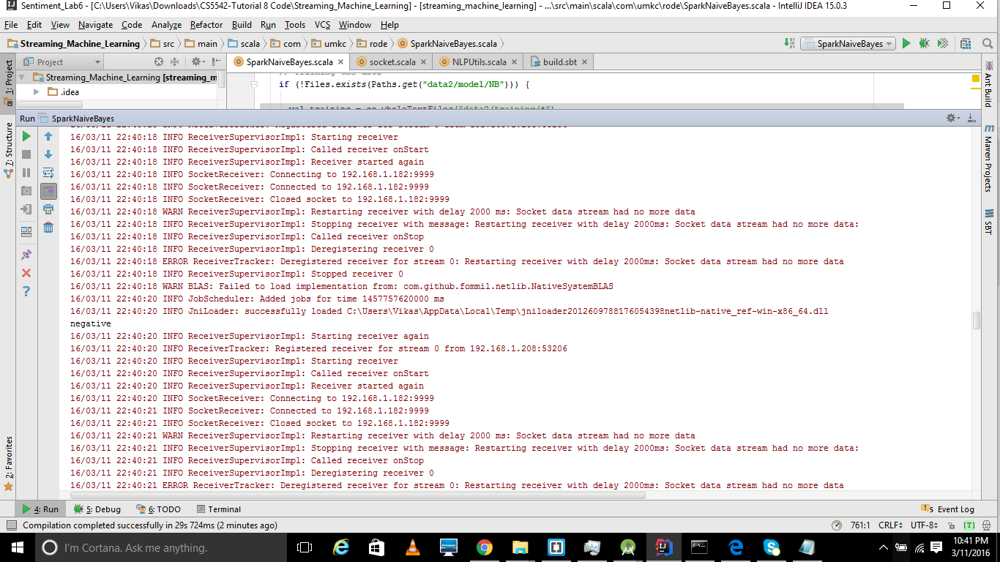 Sentiment_Lab6 - [C:\Users\Vikas\Downloads\CS5542-Tutorial 8 Code\Streaming_Machine_Learning] - [streaming_machine_learning] - ...\src\main\scala\com\umkc\rode\SparkNaiveBayes.scala - IntelliJ IDEA 15.0.3
File Edit View Navigate Code Analyze Refactor Build Run Tools VCS Window Help
Streaming_Machine_Learning src main scala com umkc rode SparkNaiveBayes.scala SparkNaiveBayes
Project SparkNaiveBayes.scala socket.scala NLPUtils.scala build.sbt
Streaming_Machine_Learning [streaming_m
.idea
if (!Files.exists(Paths.get("data2/model/NB"))) {
val training = sc.wholeTextFiles("data2/training/*")
1: Project
7: Structure
2: Favorites
Ant Build
Maven Projects
SBT
Run SparkNaiveBayes
16/03/11 22:40:18 INFO ReceiverSupervisorImpl: Starting receiver
16/03/11 22:40:18 INFO ReceiverSupervisorImpl: Called receiver onStart
16/03/11 22:40:18 INFO ReceiverSupervisorImpl: Receiver started again
16/03/11 22:40:18 INFO SocketReceiver: Connecting to 192.168.1.182:9999
16/03/11 22:40:18 INFO SocketReceiver: Connected to 192.168.1.182:9999
16/03/11 22:40:18 INFO SocketReceiver: Closed socket to 192.168.1.182:9999
16/03/11 22:40:18 WARN ReceiverSupervisorImpl: Restarting receiver with delay 2000 ms: Socket data stream had no more data
16/03/11 22:40:18 INFO ReceiverSupervisorImpl: Stopping receiver with message: Restarting receiver with delay 2000ms: Socket data stream had no more data:
16/03/11 22:40:18 INFO ReceiverSupervisorImpl: Called receiver onStop
16/03/11 22:40:18 INFO ReceiverSupervisorImpl: Deregistering receiver 0
16/03/11 22:40:18 ERROR ReceiverTracker: Deregistered receiver for stream 0: Restarting receiver with delay 2000ms: Socket data stream had no more data
16/03/11 22:40:18 INFO ReceiverSupervisorImpl: Stopped receiver 0
16/03/11 22:40:18 WARN BLAS: Failed to load implementation from: com.github.fommil.netlib.NativeSystemBLAS
16/03/11 22:40:20 INFO JobScheduler: Added jobs for time 1457757620000 ms
16/03/11 22:40:20 INFO JniLoader: successfully loaded C:\Users\Vikas\AppData\Local\Temp\jniloader2012609788176054398netlib-native_ref-win-x86_64.dll
negative
16/03/11 22:40:20 INFO ReceiverSupervisorImpl: Starting receiver again
16/03/11 22:40:20 INFO ReceiverTracker: Registered receiver for stream 0 from 192.168.1.208:53206
16/03/11 22:40:20 INFO ReceiverSupervisorImpl: Starting receiver
16/03/11 22:40:20 INFO ReceiverSupervisorImpl: Called receiver onStart
16/03/11 22:40:20 INFO ReceiverSupervisorImpl: Receiver started again
16/03/11 22:40:20 INFO SocketReceiver: Connecting to 192.168.1.182:9999
16/03/11 22:40:21 INFO SocketReceiver: Connected to 192.168.1.182:9999
16/03/11 22:40:21 INFO SocketReceiver: Closed socket to 192.168.1.182:9999
16/03/11 22:40:21 WARN ReceiverSupervisorImpl: Restarting receiver with delay 2000 ms: Socket data stream had no more data
16/03/11 22:40:21 INFO ReceiverSupervisorImpl: Stopping receiver with message: Restarting receiver with delay 2000ms: Socket data stream had no more data:
16/03/11 22:40:21 INFO ReceiverSupervisorImpl: Called receiver onStop
16/03/11 22:40:21 INFO ReceiverSupervisorImpl: Deregistering receiver 0
16/03/11 22:40:21 ERROR ReceiverTracker: Deregistered receiver for stream 0: Restarting receiver with delay 2000ms: Socket data stream had no more data
4: Run 5: Debug 6: TODO Terminal 5 Event Log
Compilation completed successfully in 29s 724ms (2 minutes ago) 761:1 CRLF UTF-8 [T]
I'm Cortana. Ask me anything. 10:41 PM
3/11/2016